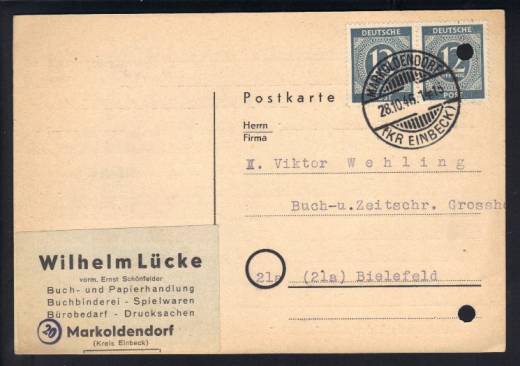 DEUTSCHE
12
POST
DEUTSCHE
12
PFENNIG
POST
MARKOLDENDORF
28.10.46.
(KR EINBECK)
Postkarte
Herrn
Firma
V. Viktor Wehling
Buch-u.Zeitschr. Grossh
21a (21a) Bielefeld
Wilhelm Lücke
vorm. Ernst Schönfelder
Buch- und Papierhandlung
Buchbinderei - Spielwaren
Bürobedarf - Drucksachen
20 Markoldendorf
(Kreis Einbeck)